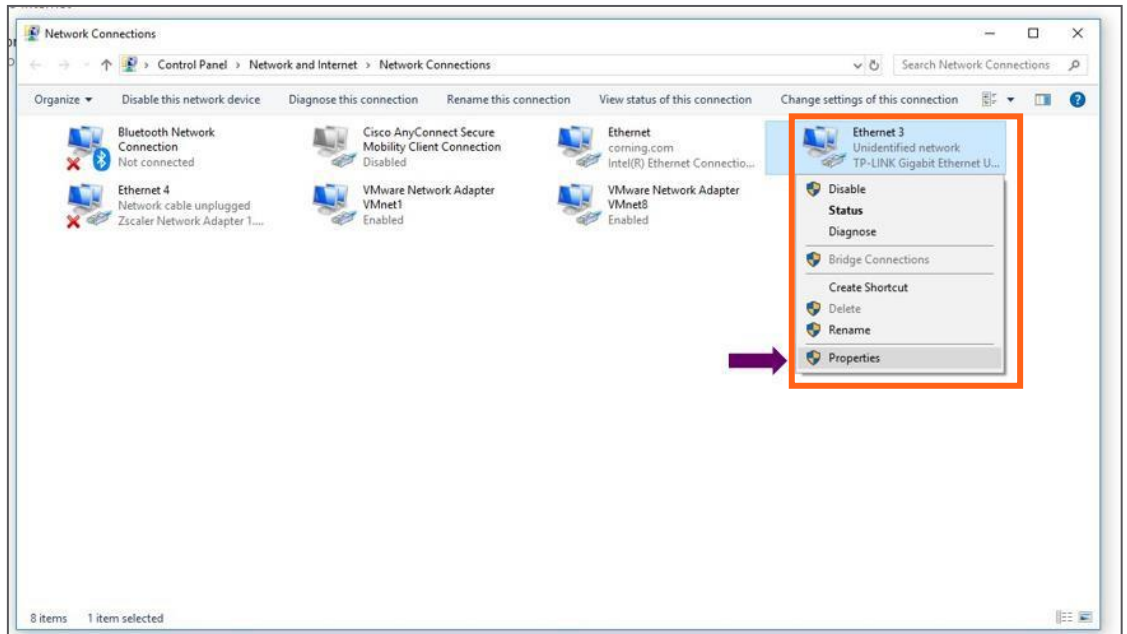 Network Connections
Control Panel > Network and Internet > Network Connections
Search Network Connections
Organize
Disable this network device
Diagnose this connection
Rename this connection
View status of this connection
Change settings of this connection
Bluetooth Network
Connection
Not connected
Cisco AnyConnect Secure
Mobility Client Connection
Disabled
Ethernet
corning.com
Intel(R) Ethernet Connectio...
Ethernet 3
Unidentified network
TP-LINK Gigabit Ethernet U...
Ethernet 4
Network cable unplugged
Zscaler Network Adapter 1....
VMware Network Adapter
VMnet1
Enabled
VMware Network Adapter
VMnet8
Enabled
Disable
Status
Diagnose
Bridge Connections
Create Shortcut
Delete
Rename
Properties
8 items 1 item selected